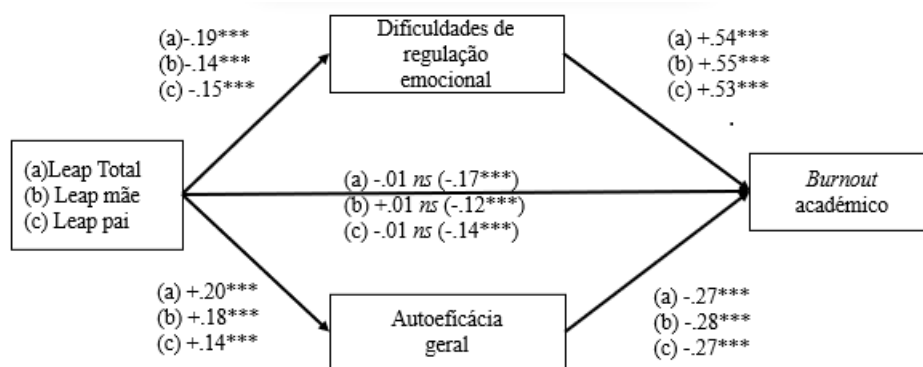 (a)-.19***
(b)-.14***
(c) -.15***
Dificuldades de
regulação
emocional
(a) +.54***
(b) +.55***
(c) +.53***
.
(a)Leap Total
(b) Leap mãe
(c) Leap pai
(a) -.01 ns (-.17***)
(b) +.01 ns (-.12***)
(c) -.01 ns (-.14***)
Burnout
académico
(a) +.20***
(b) +.18***
(c) +.14***
Autoeficácia
geral
(a) -.27***
(b) -.28***
(c) -.27***